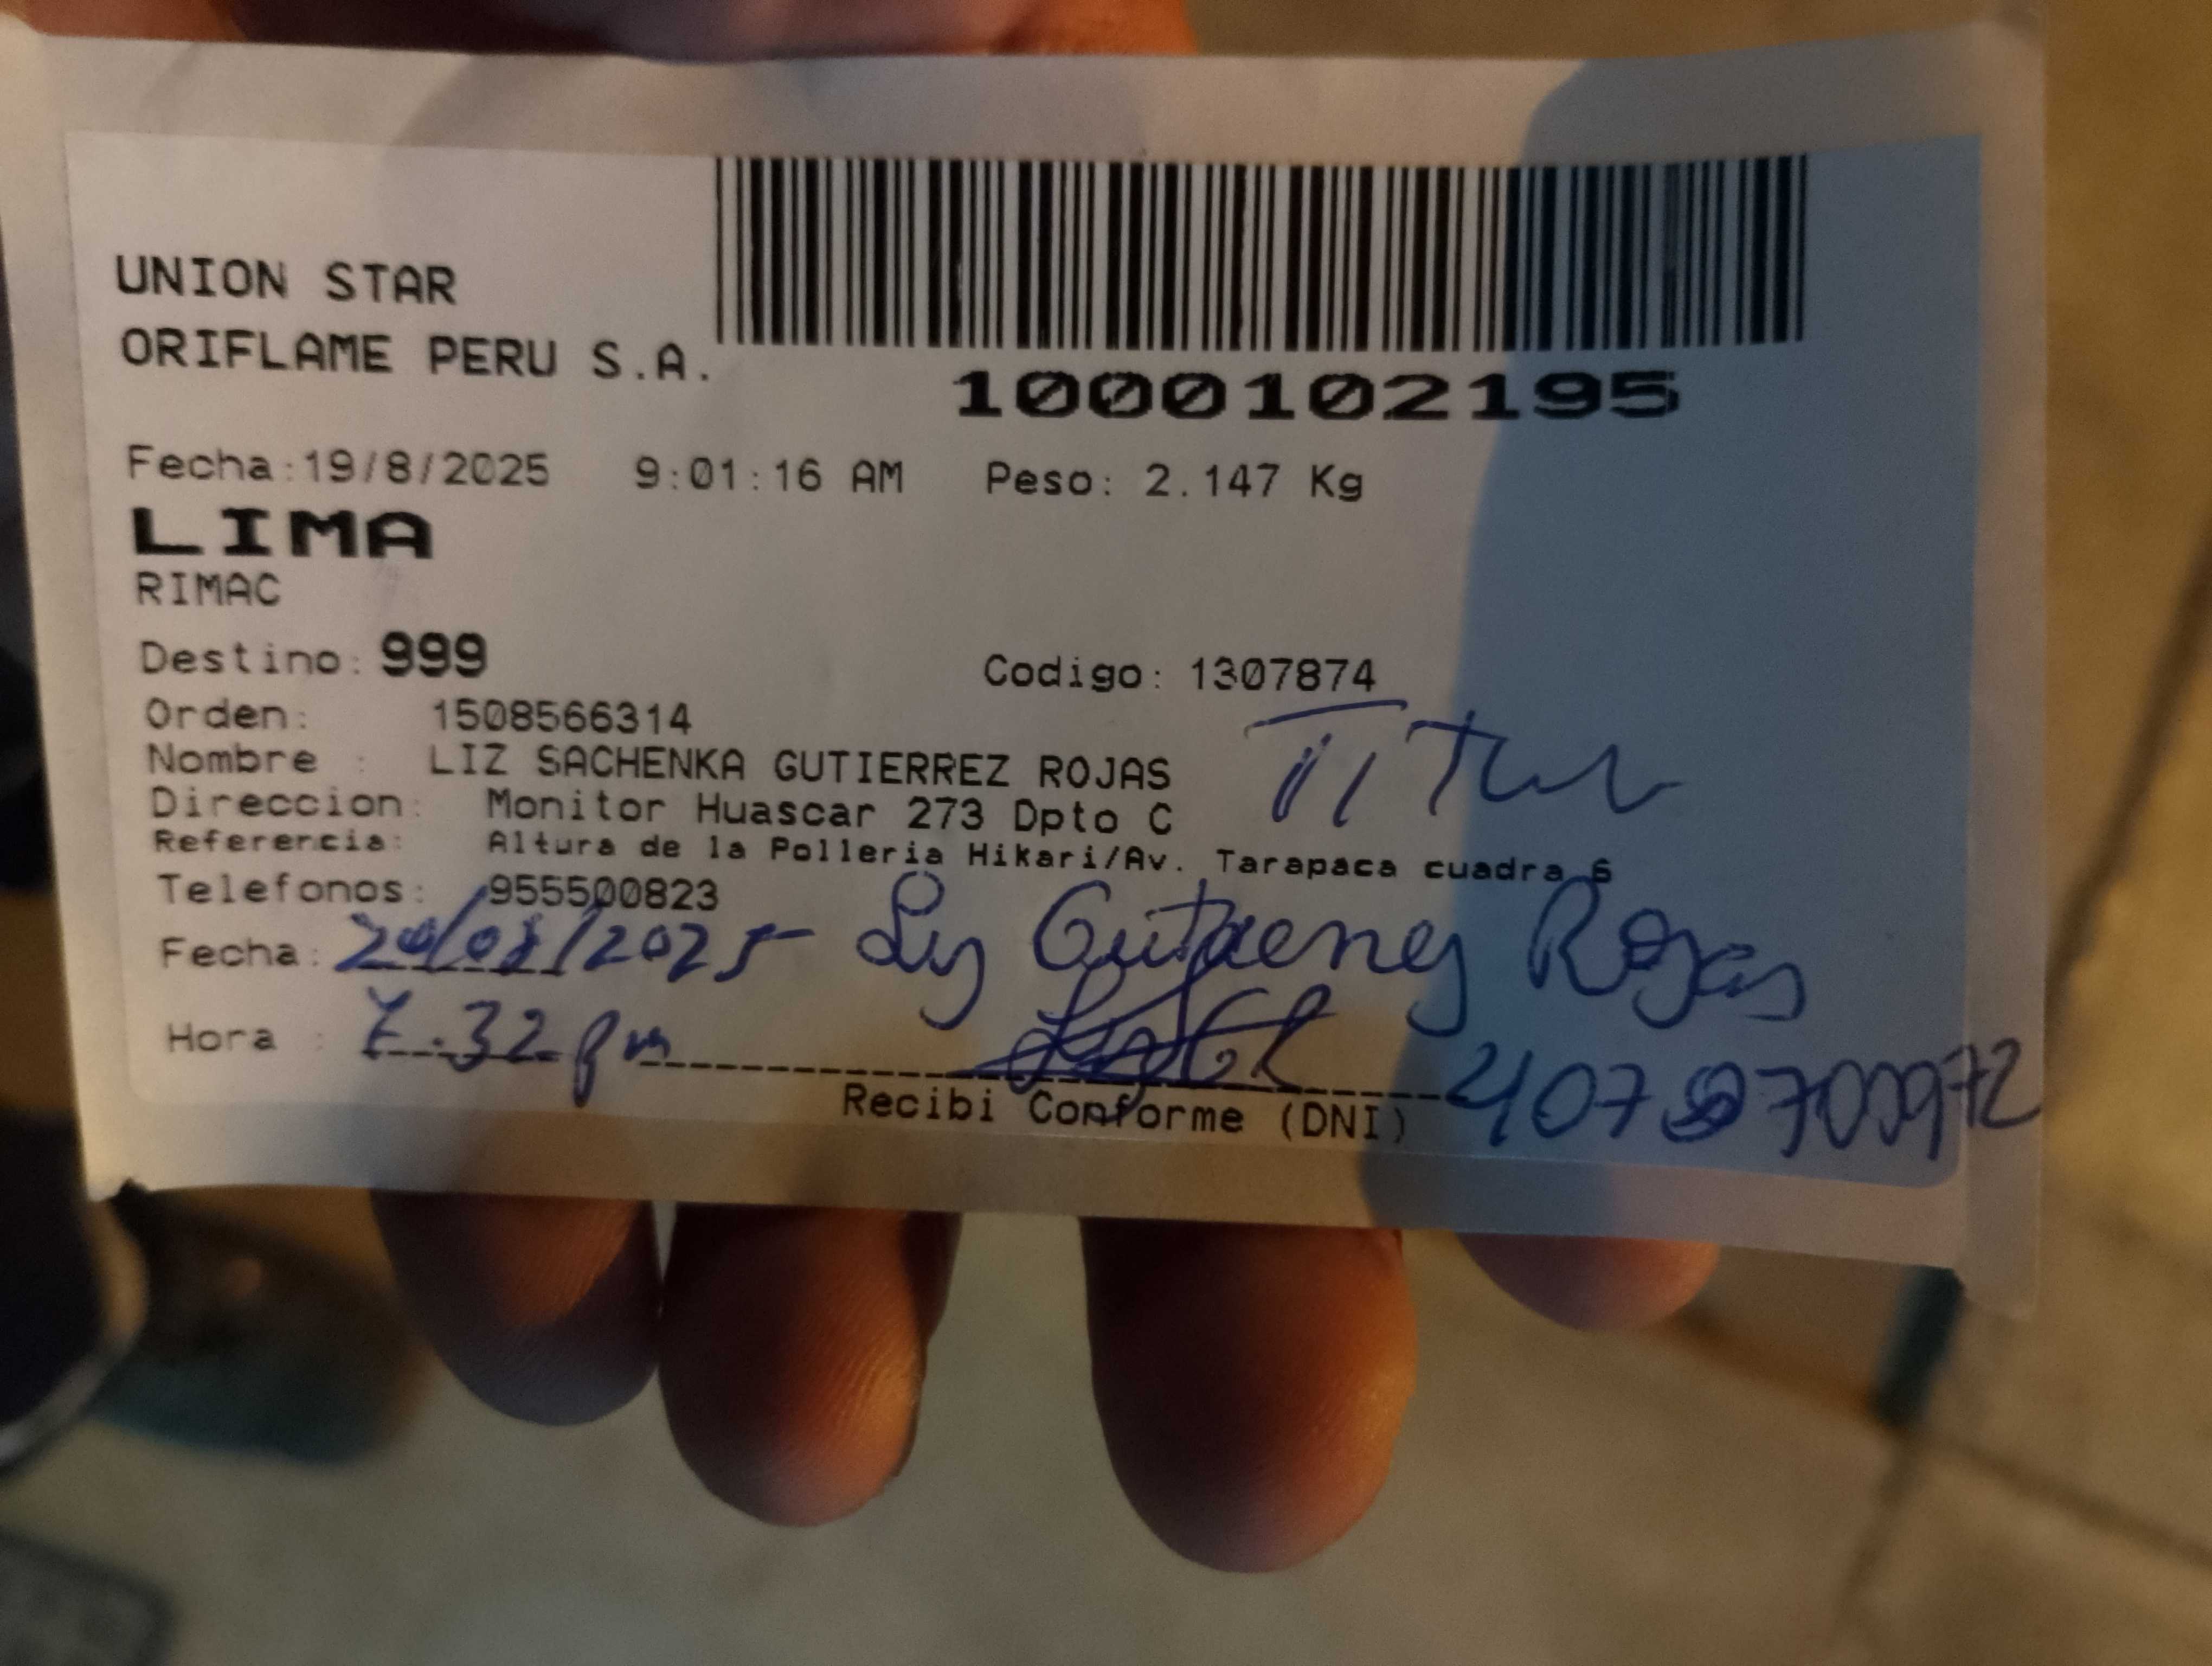 UNION STAR
ORIFLAME PERU S.A.
1000102195
Fecha:19/8/2025 9:01:16 AM Peso: 2.147 Kg
LIMA
RIMAC
Destino: 999 Codigo: 1307874
Orden: 1508566314
Nombre : LIZ SACHENKA GUTIERREZ ROJAS
Direccion: Monitor Huascar 273 Dpto C
Referencia: Altura de la Polleria Hikari/Av. Tarapaca cuadra 6
Telefonos: 955500823
Fecha: 20/08/2025 Liz Gutierrez Rojas
Hora : 7.32 pm
Recibi Conforme (DNI)